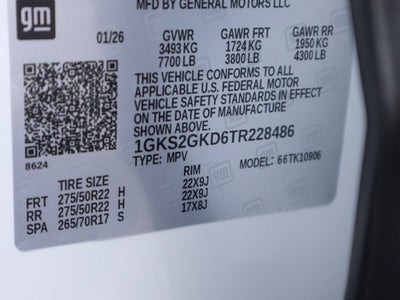 MFD BY GENERAL MOTORS LLC
gm
01/26 GVWR GAWR FRT GAWR RR
3493 KG 1724 KG 1950 KG
7700 LB 3800 LB 4300 LB
THIS VEHICLE CONFORMS TO ALL
APPLICABLE U.S. FEDERAL MOTOR
VEHICLE SAFETY STANDARDS IN EFFECT
ON THE DATE OF MANUFACTURE
SHOWN ABOVE.
8624
1GKS2GKD6TR228486
TYPE: MPV MODEL: 66TK10906
TIRE SIZE RIM
FRT 275/50R22 H 22X9J
RR 275/50R22 H 22X9J
SPA 265/70R17 S 17X8J